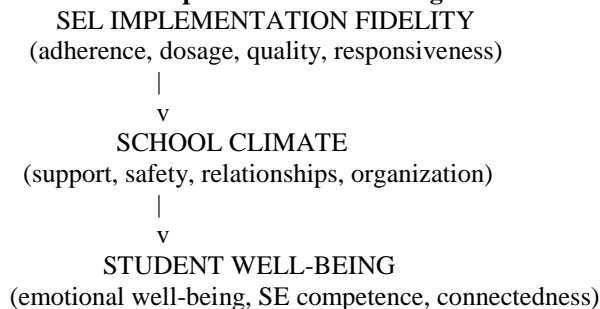 SEL IMPLEMENTATION FIDELITY
(adherence, dosage, quality, responsiveness)
|
v
SCHOOL CLIMATE
(support, safety, relationships, organization)
|
v
STUDENT WELL-BEING
(emotional well-being, SE competence, connectedness)